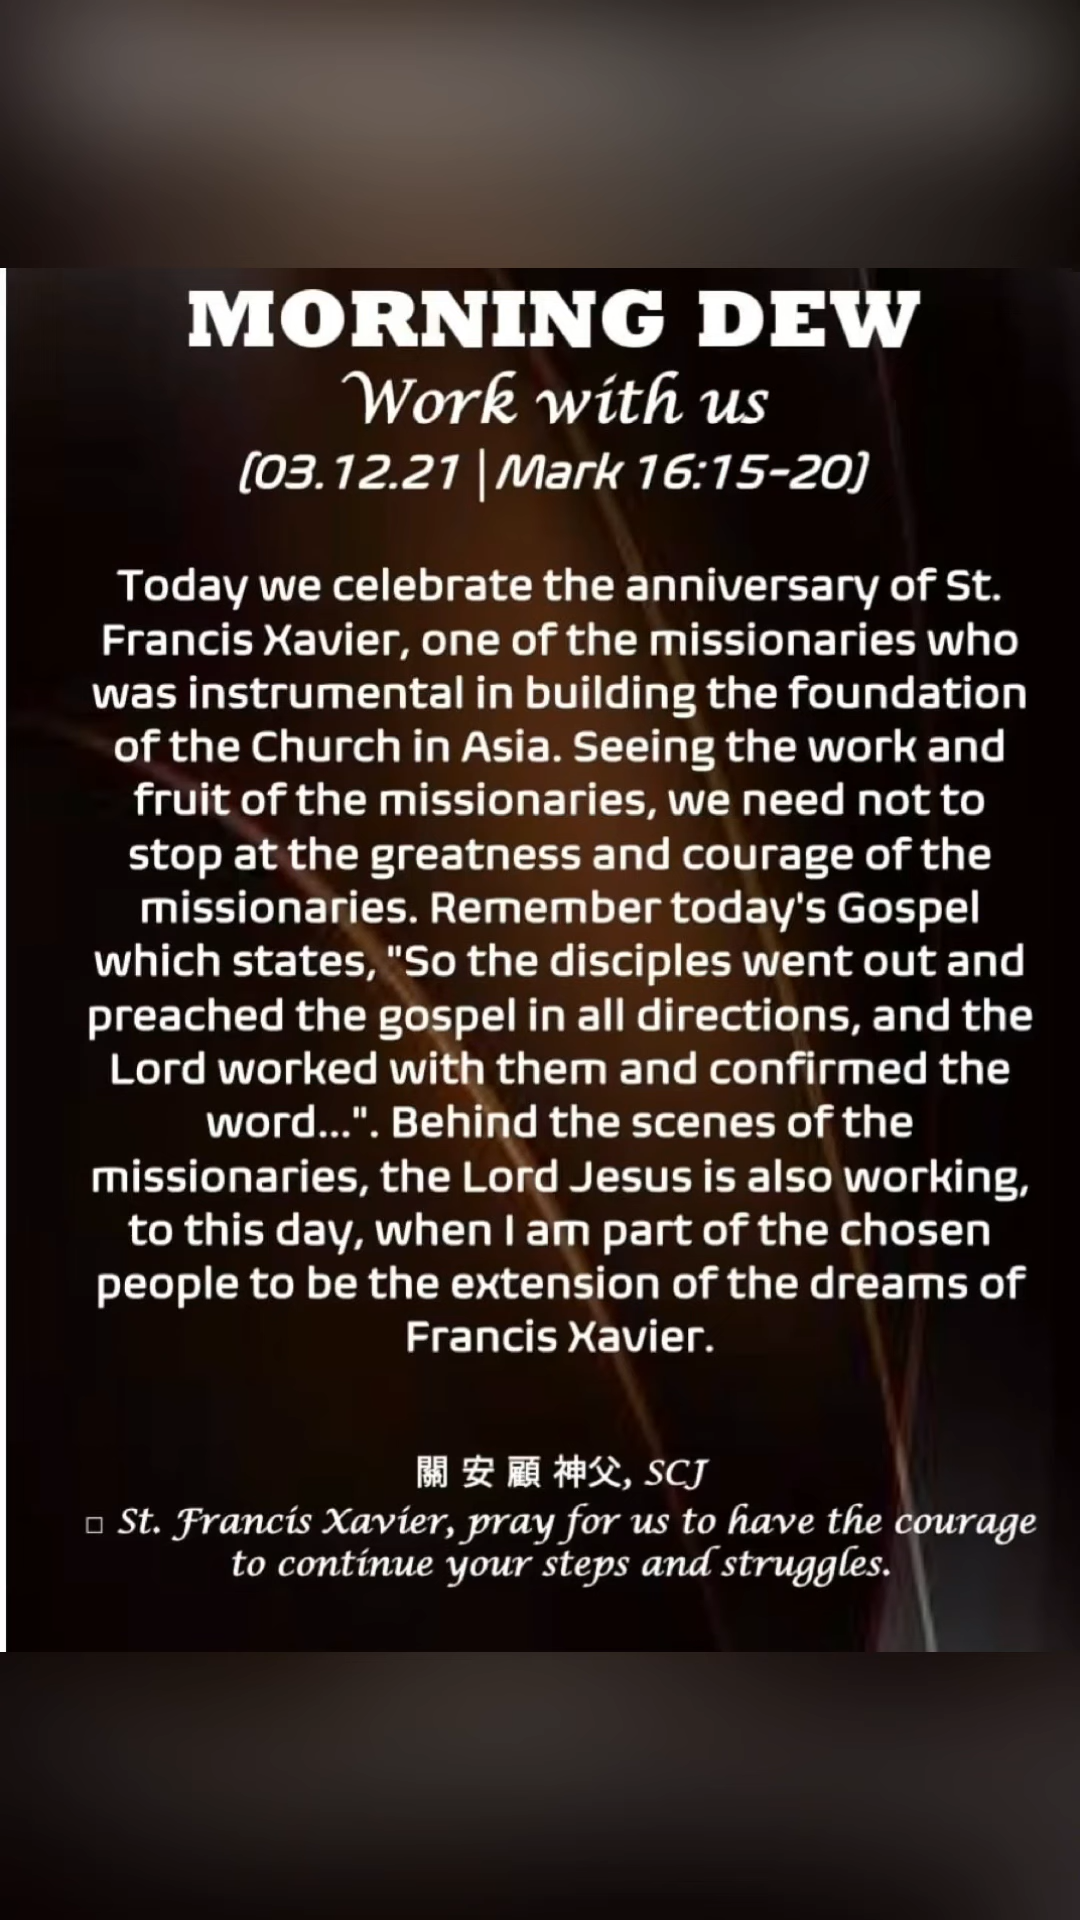 MORNING DEW
Work with us
(03.12.21 | Mark 16:15-20)
Today we celebrate the anniversary of St.
Francis Xavier, one of the missionaries who
was instrumental in building the foundation
of the Church in Asia. Seeing the work and
fruit of the missionaries, we need not to
stop at the greatness and courage of the
missionaries. Remember today's Gospel
which states, "So the disciples went out and
preached the gospel in all directions, and the
Lord worked with them and confirmed the
word...". Behind the scenes of the
missionaries, the Lord Jesus is also working,
to this day, when I am part of the chosen
people to be the extension of the dreams of
Francis Xavier.
關 安 顧 神父, SCJ
□ St. Francis Xavier, pray for us to have the courage
to continue your steps and struggles.